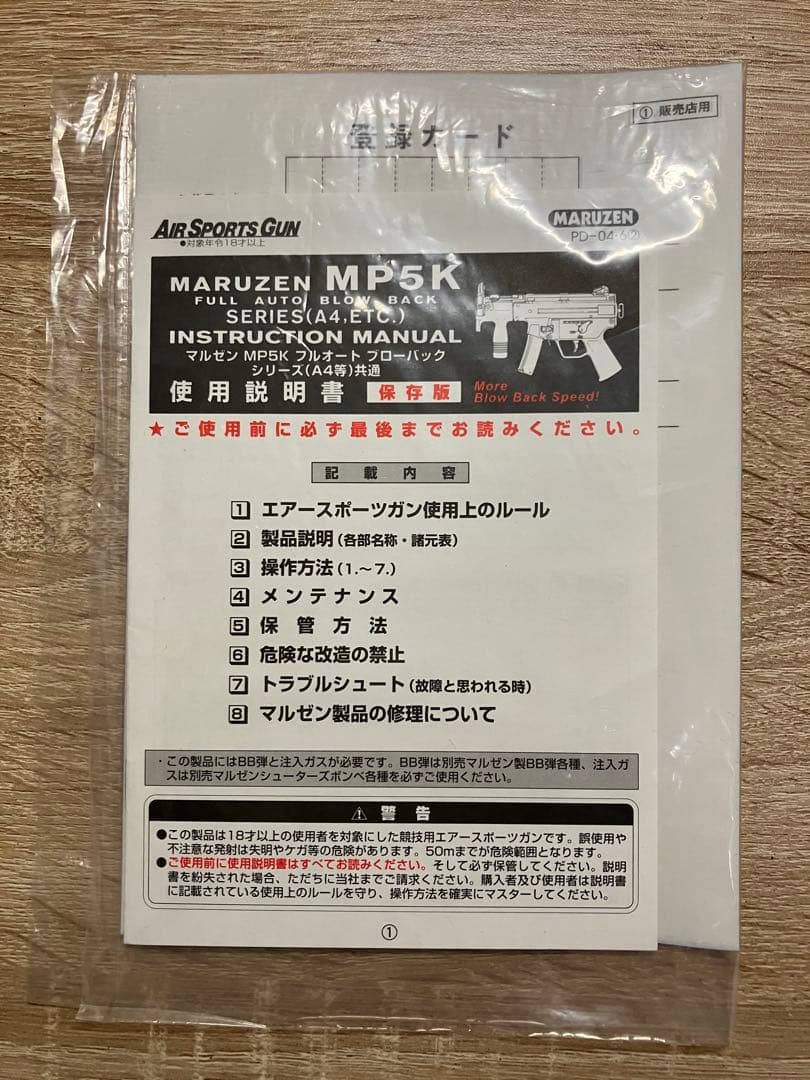 ① 販売店用
登録カード
AIR SPORTS GUN
●対象年令18才以上
MARUZEN
PD-04-6②
MARUZEN MP5K
FULL AUTO BLOW BACK
SERIES(A4,ETC.)
INSTRUCTION MANUAL
マルゼン MP5K フルオート ブローバック
シリーズ(A4等)共通
使用説明書 保存版
More
Blow Back Speed!
★ご使用前に必ず最後までお読みください。
記載内容
1 エアースポーツガン使用上のルール
2 製品説明(各部名称・諸元表)
3 操作方法(1.～7.)
4 メンテナンス
5 保管方法
6 危険な改造の禁止
7 トラブルシュート(故障と思われる時)
8 マルゼン製品の修理について
・この製品にはBB弾と注入ガスが必要です。BB弾は別売マルゼン製BB弾各種、注入ガ
スは別売マルゼンシューターズボンベ各種を必ずご使用ください。
⚠ 警告
●この製品は18才以上の使用者を対象にした競技用エアースポーツガンです。誤使用や
不注意な発射は失明やケガ等の危険があります。50mまでが危険範囲となります。
●ご使用前に使用説明書はすべてお読みください。そして必ず保管してください。説明
書を紛失された場合、ただちに当社までご請求ください。購入者及び使用者は説明書
に記載されている使用上のルールを守り、操作方法を確実にマスターしてください。
①